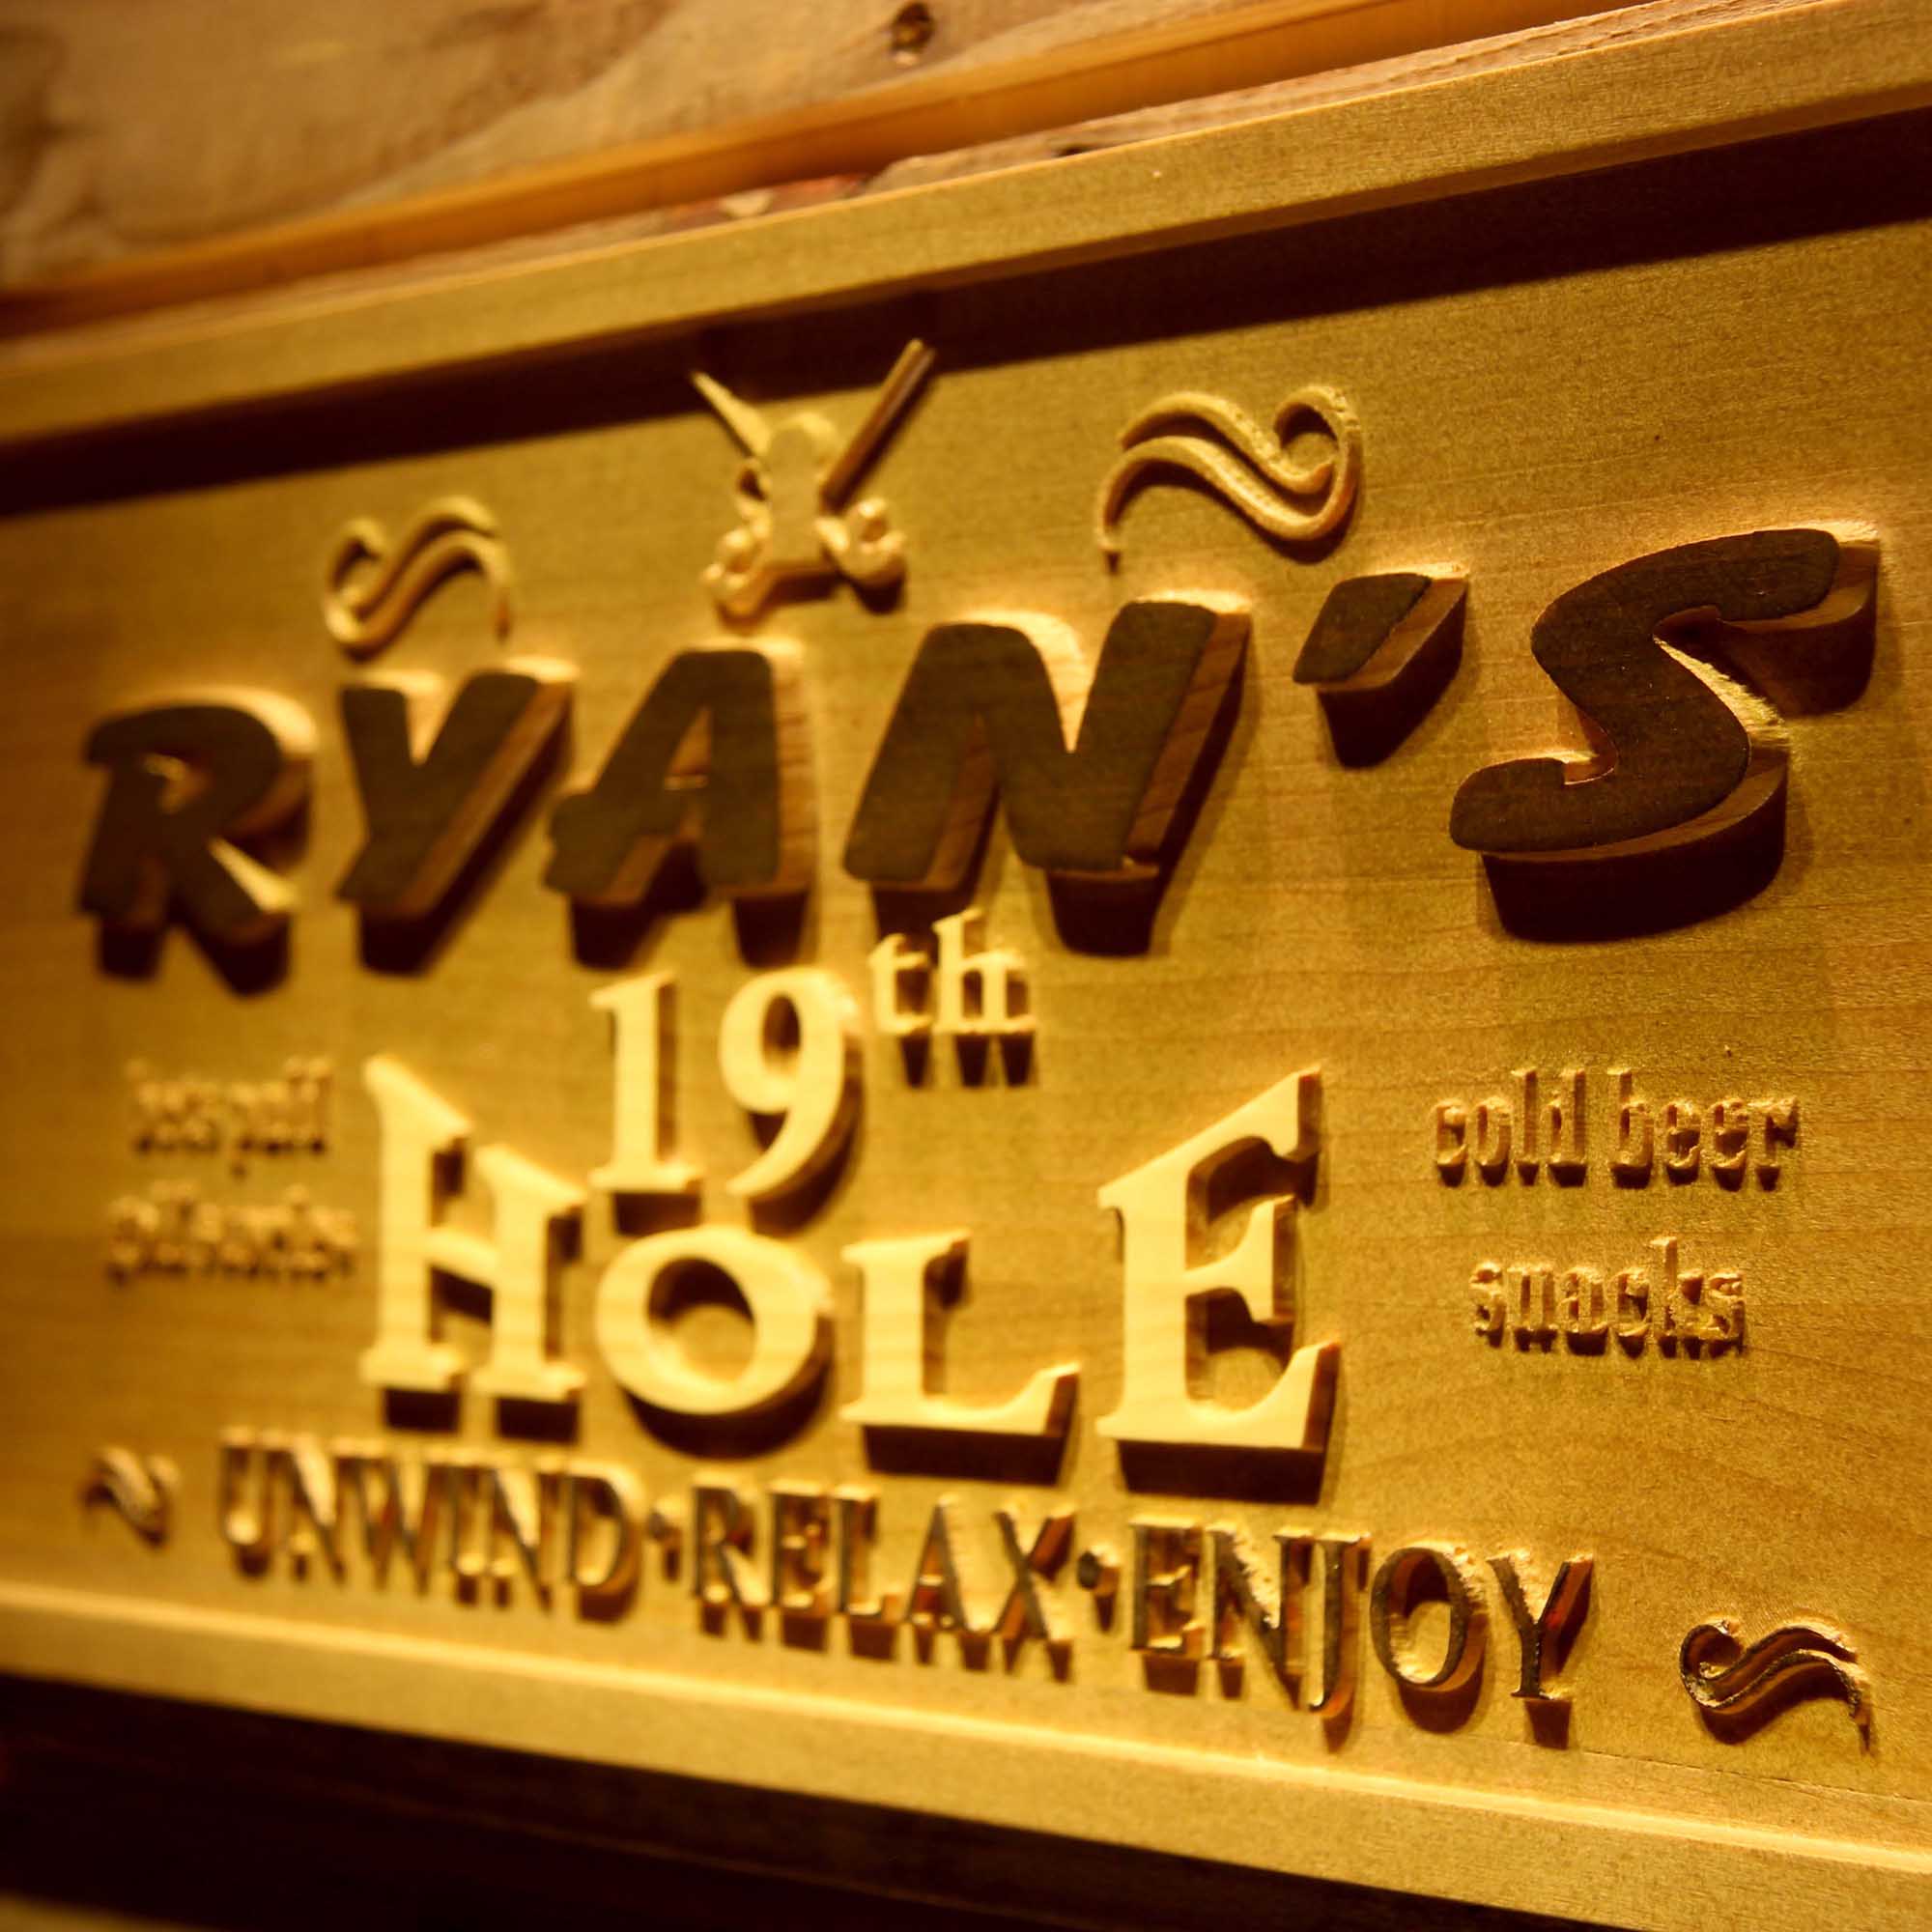 RYAN'S
19th
HOLE
cold beer
snacks
UNWIND·RELAX·ENJOY